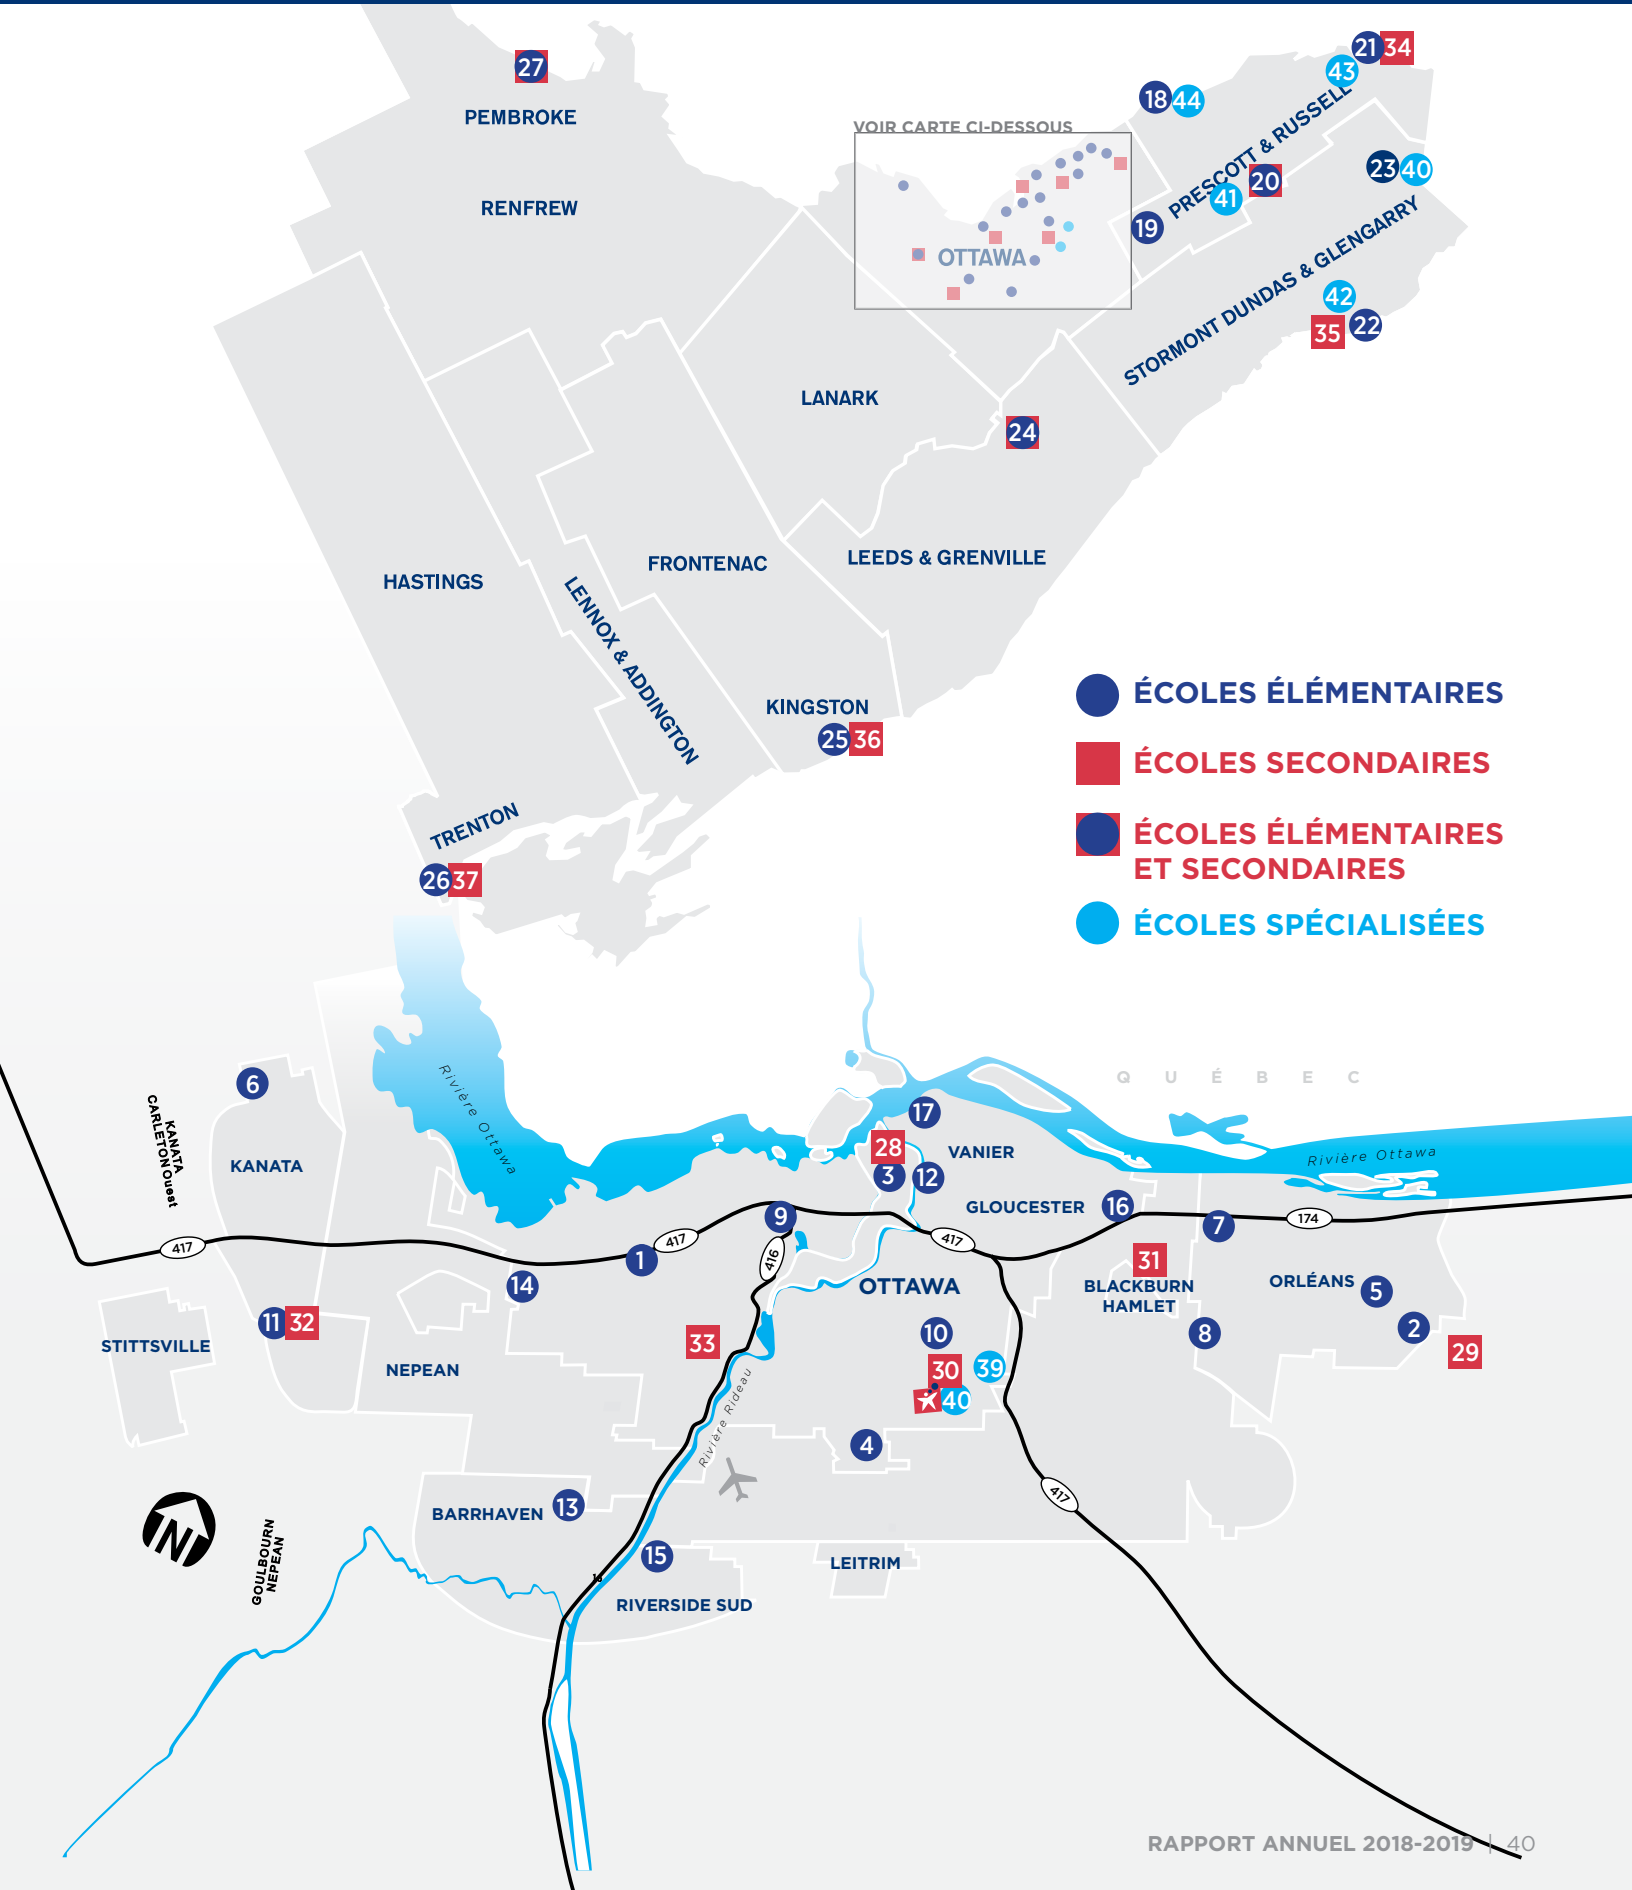 27
PEMBROKE
RENFREW
VOIR CARTE CI-DESSOUS
OTTAWA
21
34
43
18
44
PRESCOTT & RUSSELL
20
41
19
23
40
STORMONT DUNDAS & GLENGARRY
42
35
22
LANARK
24
LEEDS & GRENVILLE
FRONTENAC
HASTINGS
LENNOX & ADDINGTON
KINGSTON
25
36
TRENTON
26
37
ÉCOLES ÉLÉMENTAIRES
ÉCOLES SECONDAIRES
ÉCOLES ÉLÉMENTAIRES
ET SECONDAIRES
ÉCOLES SPÉCIALISÉES
QUÉBEC
6
KANATA
CARLETON Ouest
KANATA
Rivière Ottawa
17
28
VANIER
3
12
Rivière Ottawa
GLOUCESTER
16
9
7
174
417
417
416
417
1
14
31
BLACKBURN
HAMLET
ORLÉANS
5
OTTAWA
11
32
STITTSVILLE
NEPEAN
33
10
8
2
29
30
39
40
Rivière Rideau
4
417
BARRHAVEN
13
GOULBOURN
NEPEAN
N
15
LEITRIM
RIVERSIDE SUD
RAPPORT ANNUEL 2018-2019 | 40